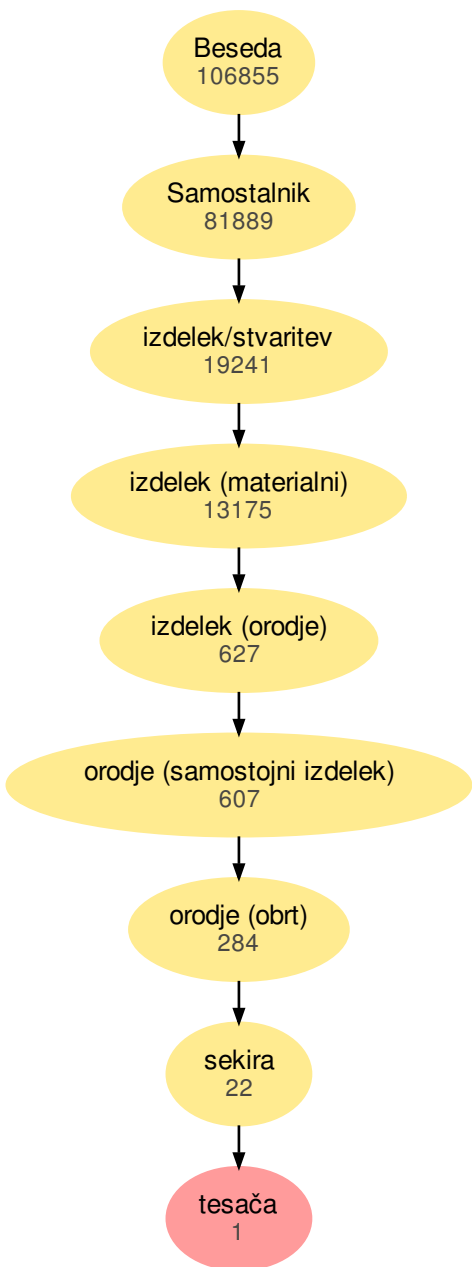 Beseda
106855
Samostalnik
81889
izdelek/stvaritev
19241
izdelek (materialni)
13175
izdelek (orodje)
627
orodje (samostojni izdelek)
607
orodje (obrt)
284
sekira
22
tesača
1